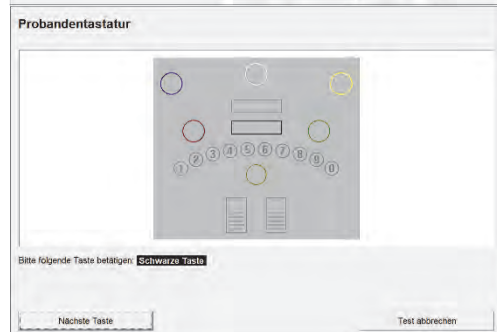 Probandentastatur
1 2 3 4 5 6 7 8 9 0
Bitte folgende Taste betätigen: Schwarze Taste
Nächste Taste
Test abbrechen